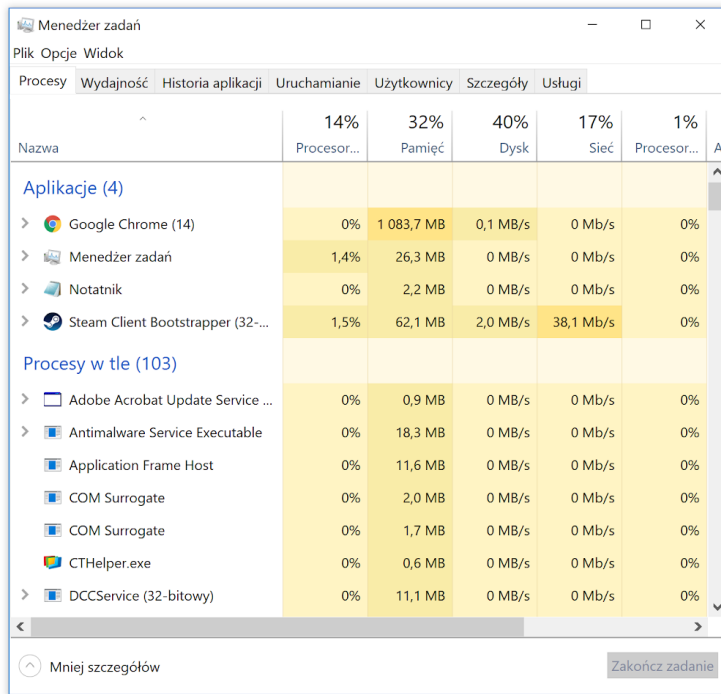 Menedżer zadań
Plik Opcje Widok
Procesy Wydajność Historia aplikacji Uruchamianie Użytkownicy Szczegóły Usługi
14% 32% 40% 17% 1%
Nazwa Procesor... Pamięć Dysk Sieć Procesor... A
Aplikacje (4)
Google Chrome (14) 0% 1 083,7 MB 0,1 MB/s 0 Mb/s 0%
Menedżer zadań 1,4% 26,3 MB 0 MB/s 0 Mb/s 0%
Notatnik 0% 2,2 MB 0 MB/s 0 Mb/s 0%
Steam Client Bootstrapper (32-... 1,5% 62,1 MB 2,0 MB/s 38,1 Mb/s 0%
Procesy w tle (103)
Adobe Acrobat Update Service ... 0% 0,9 MB 0 MB/s 0 Mb/s 0%
Antimalware Service Executable 0% 18,3 MB 0 MB/s 0 Mb/s 0%
Application Frame Host 0% 11,6 MB 0 MB/s 0 Mb/s 0%
COM Surrogate 0% 2,0 MB 0 MB/s 0 Mb/s 0%
COM Surrogate 0% 1,7 MB 0 MB/s 0 Mb/s 0%
CTHelper.exe 0% 0,6 MB 0 MB/s 0 Mb/s 0%
DCCService (32-bitowy) 0% 11,1 MB 0 MB/s 0 Mb/s 0%
Mniej szczegółów Zakończ zadanie